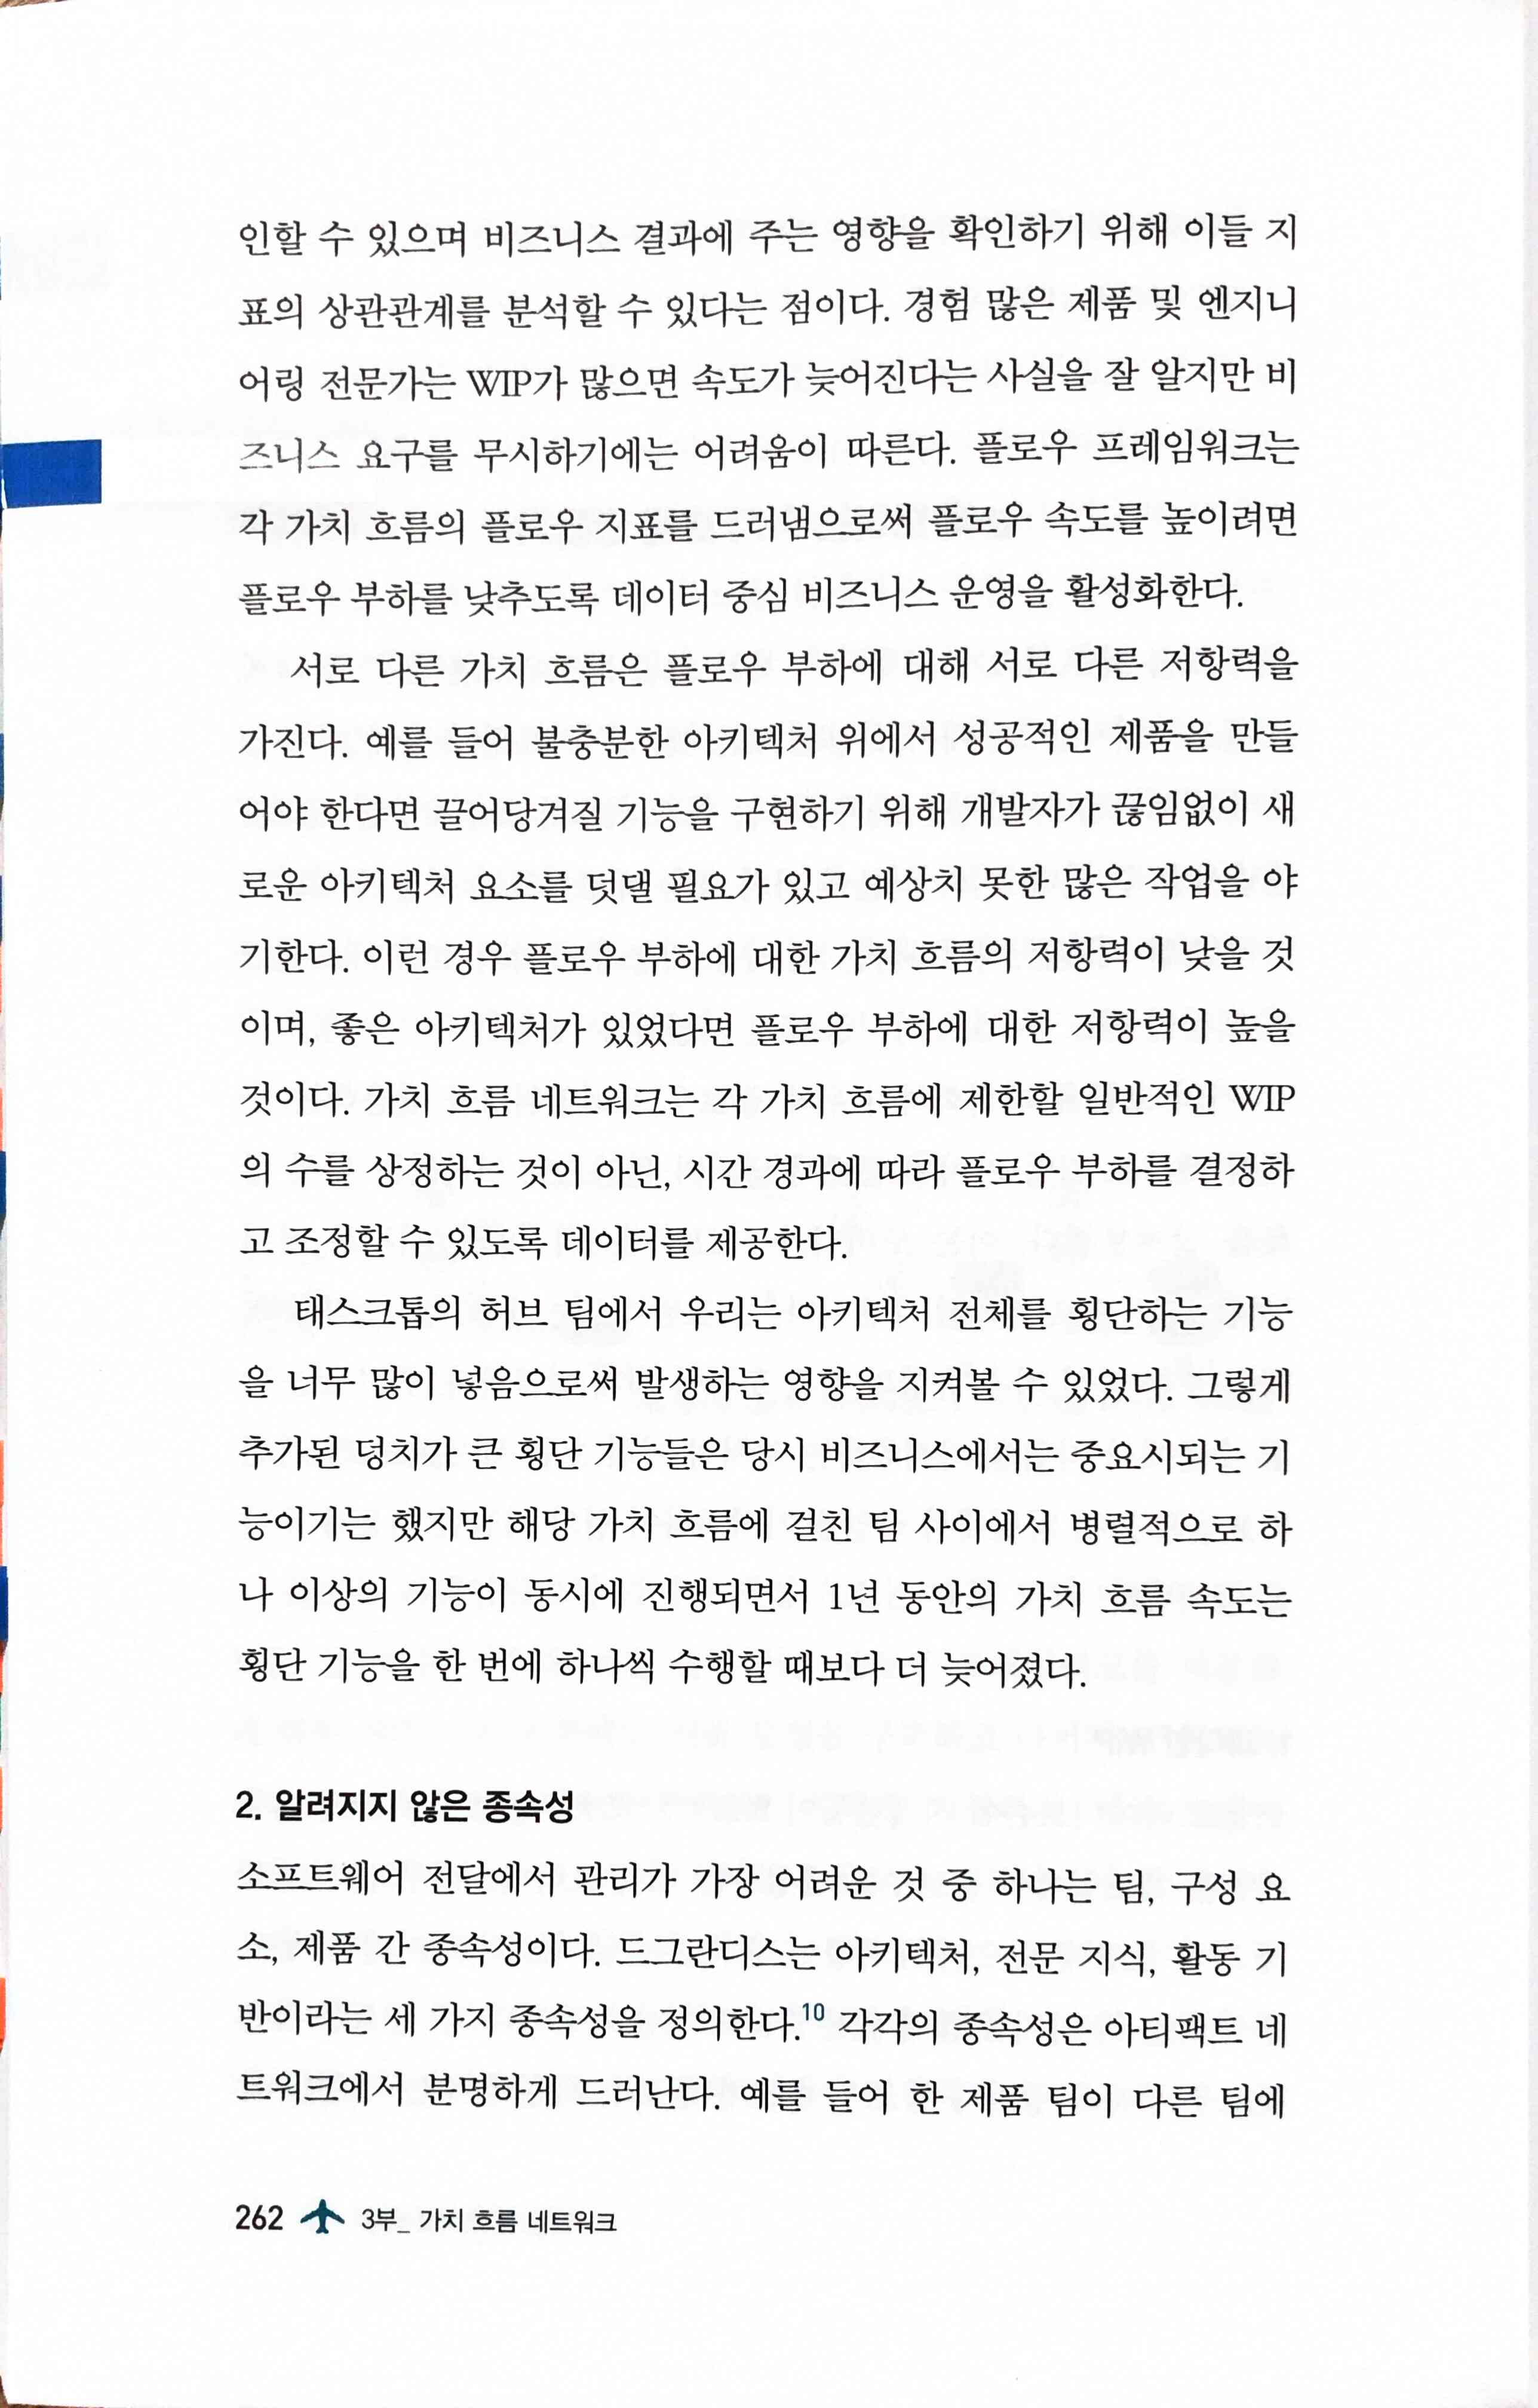 인할 수 있으며 비즈니스 결과에 주는 영향을 확인하기 위해 이들 지
표의 상관관계를 분석할 수 있다는 점이다. 경험 많은 제품 및 엔지니
어링 전문가는 WIP가 많으면 속도가 늦어진다는 사실을 잘 알지만 비
즈니스 요구를 무시하기에는 어려움이 따른다. 플로우 프레임워크는
각 가치 흐름의 플로우 지표를 드러냄으로써 플로우 속도를 높이려면
플로우 부하를 낮추도록 데이터 중심 비즈니스 운영을 활성화한다.
서로 다른 가치 흐름은 플로우 부하에 대해 서로 다른 저항력을
가진다. 예를 들어 불충분한 아키텍처 위에서 성공적인 제품을 만들
어야 한다면 끌어당겨질 기능을 구현하기 위해 개발자가 끊임없이 새
로운 아키텍처 요소를 덧댈 필요가 있고 예상치 못한 많은 작업을 야
기한다. 이런 경우 플로우 부하에 대한 가치 흐름의 저항력이 낮을 것
이며, 좋은 아키텍처가 있었다면 플로우 부하에 대한 저항력이 높을
것이다. 가치 흐름 네트워크는 각 가치 흐름에 제한할 일반적인 WIP
의 수를 상정하는 것이 아닌, 시간 경과에 따라 플로우 부하를 결정하
고 조정할 수 있도록 데이터를 제공한다.
태스크톱의 허브 팀에서 우리는 아키텍처 전체를 횡단하는 기능
을 너무 많이 넣음으로써 발생하는 영향을 지켜볼 수 있었다. 그렇게
추가된 덩치가 큰 횡단 기능들은 당시 비즈니스에서는 중요시되는 기
능이기는 했지만 해당 가치 흐름에 걸친 팀 사이에서 병렬적으로 하
나 이상의 기능이 동시에 진행되면서 1년 동안의 가치 흐름 속도는
횡단 기능을 한 번에 하나씩 수행할 때보다 더 늦어졌다.
2. 알려지지 않은 종속성
소프트웨어 전달에서 관리가 가장 어려운 것 중 하나는 팀, 구성 요
소, 제품 간 종속성이다. 드그란디스는 아키텍처, 전문 지식, 활동 기
반이라는 세 가지 종속성을 정의한다.10 각각의 종속성은 아티팩트 네
트워크에서 분명하게 드러난다. 예를 들어 한 제품 팀이 다른 팀에
262 3부_ 가치 흐름 네트워크